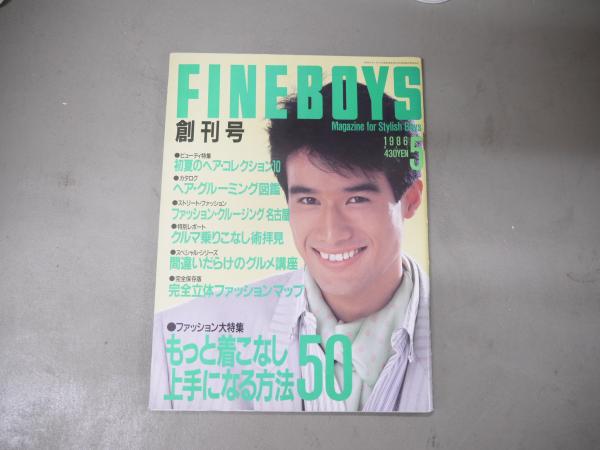 FINEBOYS
Magazine for Stylish Boys
創刊号
1986
430YEN
5
●ビューティ特集
初夏のヘア・コレクション10
●カタログ
ヘア・グルーミング図鑑
●ストリート・ファッション
ファッション・クルージング 名古屋
●特別レポート
クルマ乗りこなし術拝見
●スペシャル・シリーズ
間違いだらけのグルメ講座
●完全保存版
完全立体ファッションマップ
●ファッション大特集
もっと着こなし
上手になる方法50